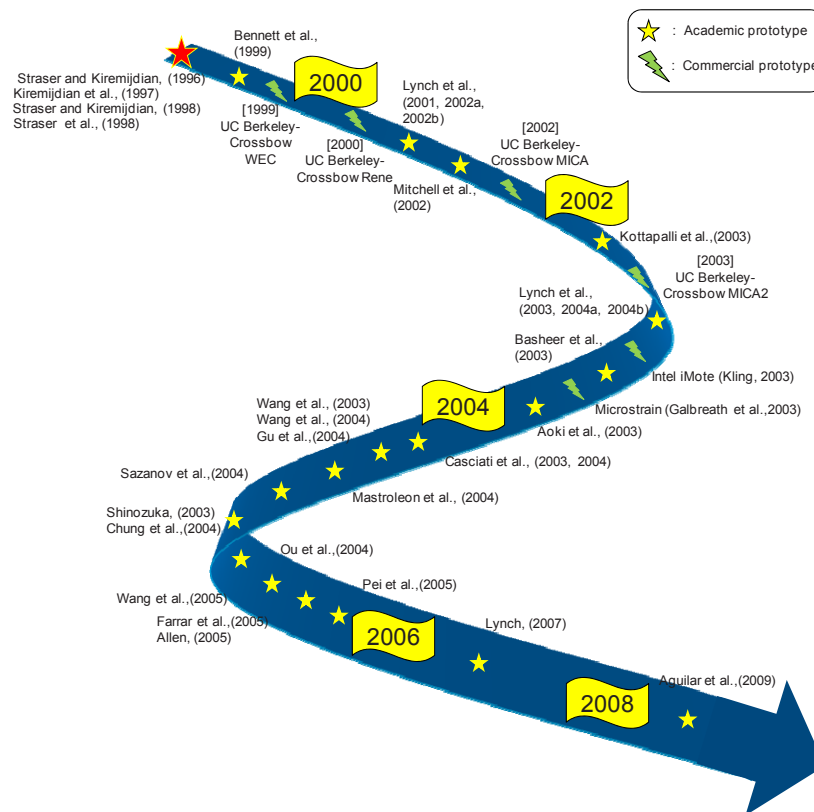 : Academic prototype
: Commercial prototype
Bennett et al.,
(1999)
2000
Straser and Kiremijdian, (1996)
Kiremijdian et al., (1997)
Straser and Kiremijdian, (1998)
Straser et al., (1998)
[1999]
UC Berkeley-
Crossbow
WEC
[2000]
UC Berkeley-
Crossbow Rene
Lynch et al.,
(2001, 2002a,
2002b)
Mitchell et al.,
(2002)
[2002]
UC Berkeley-
Crossbow MICA
2002
Kottapalli et al.,(2003)
[2003]
UC Berkeley-
Crossbow MICA2
Lynch et al.,
(2003, 2004a, 2004b)
Basheer et al.,
(2003)
Intel iMote (Kling, 2003)
Microstrain (Galbreath et al.,2003)
2004
Aoki et al., (2003)
Wang et al., (2003)
Wang et al., (2004)
Gu et al.,(2004)
Casciati et al., (2003, 2004)
Sazanov et al.,(2004)
Mastroleon et al., (2004)
Shinozuka, (2003)
Chung et al.,(2004)
Ou et al.,(2004)
Wang et al.,(2005)
Pei et al.,(2005)
Farrar et al.,(2005)
Allen, (2005)
2006
Lynch, (2007)
2008
Aguilar et al.,(2009)